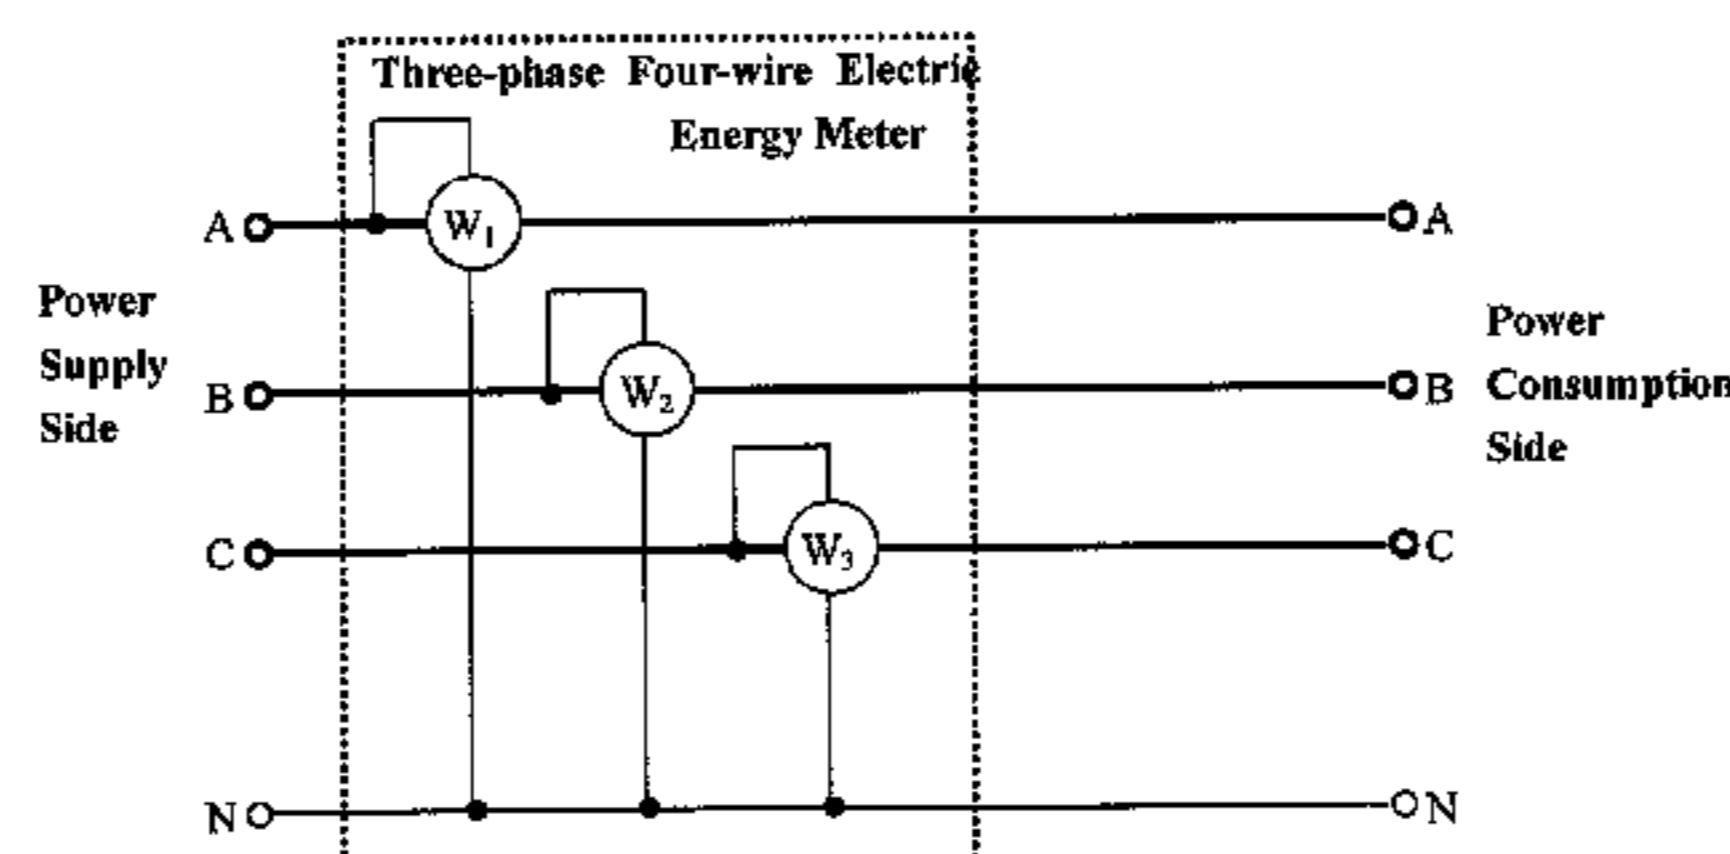 Three-phase Four-wire Electric
Energy Meter
A W₁ A
Power
Supply
Side
Power
Consumption
Side
B W₂ B
C W₃ C
N N